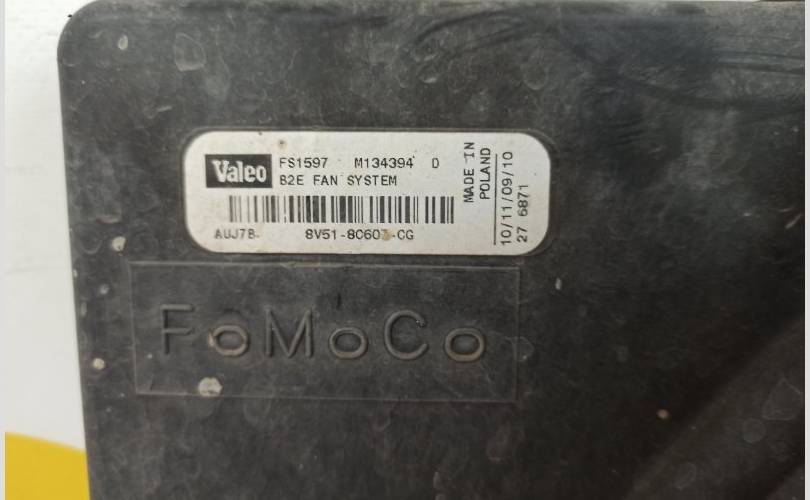 Valeo
FS1597 M134394 D
B2E FAN SYSTEM
AUJ7B-
8V51-8C607-CG
MADE IN
POLAND
10/11/09/10
27 6871
FoMoCo